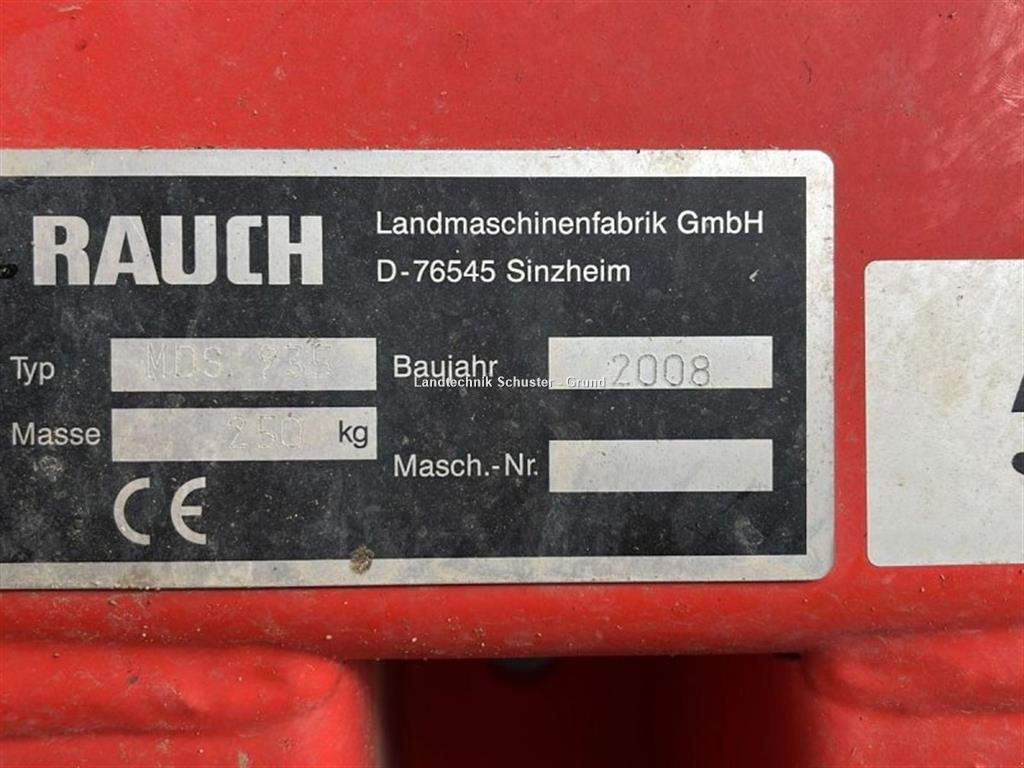 RAUCH
Landmaschinenfabrik GmbH
D-76545 Sinzheim
Typ MDS 935
Baujahr 2008
Landtechnik Schuster - Grund
Masse 250 kg
Masch.-Nr.
CE